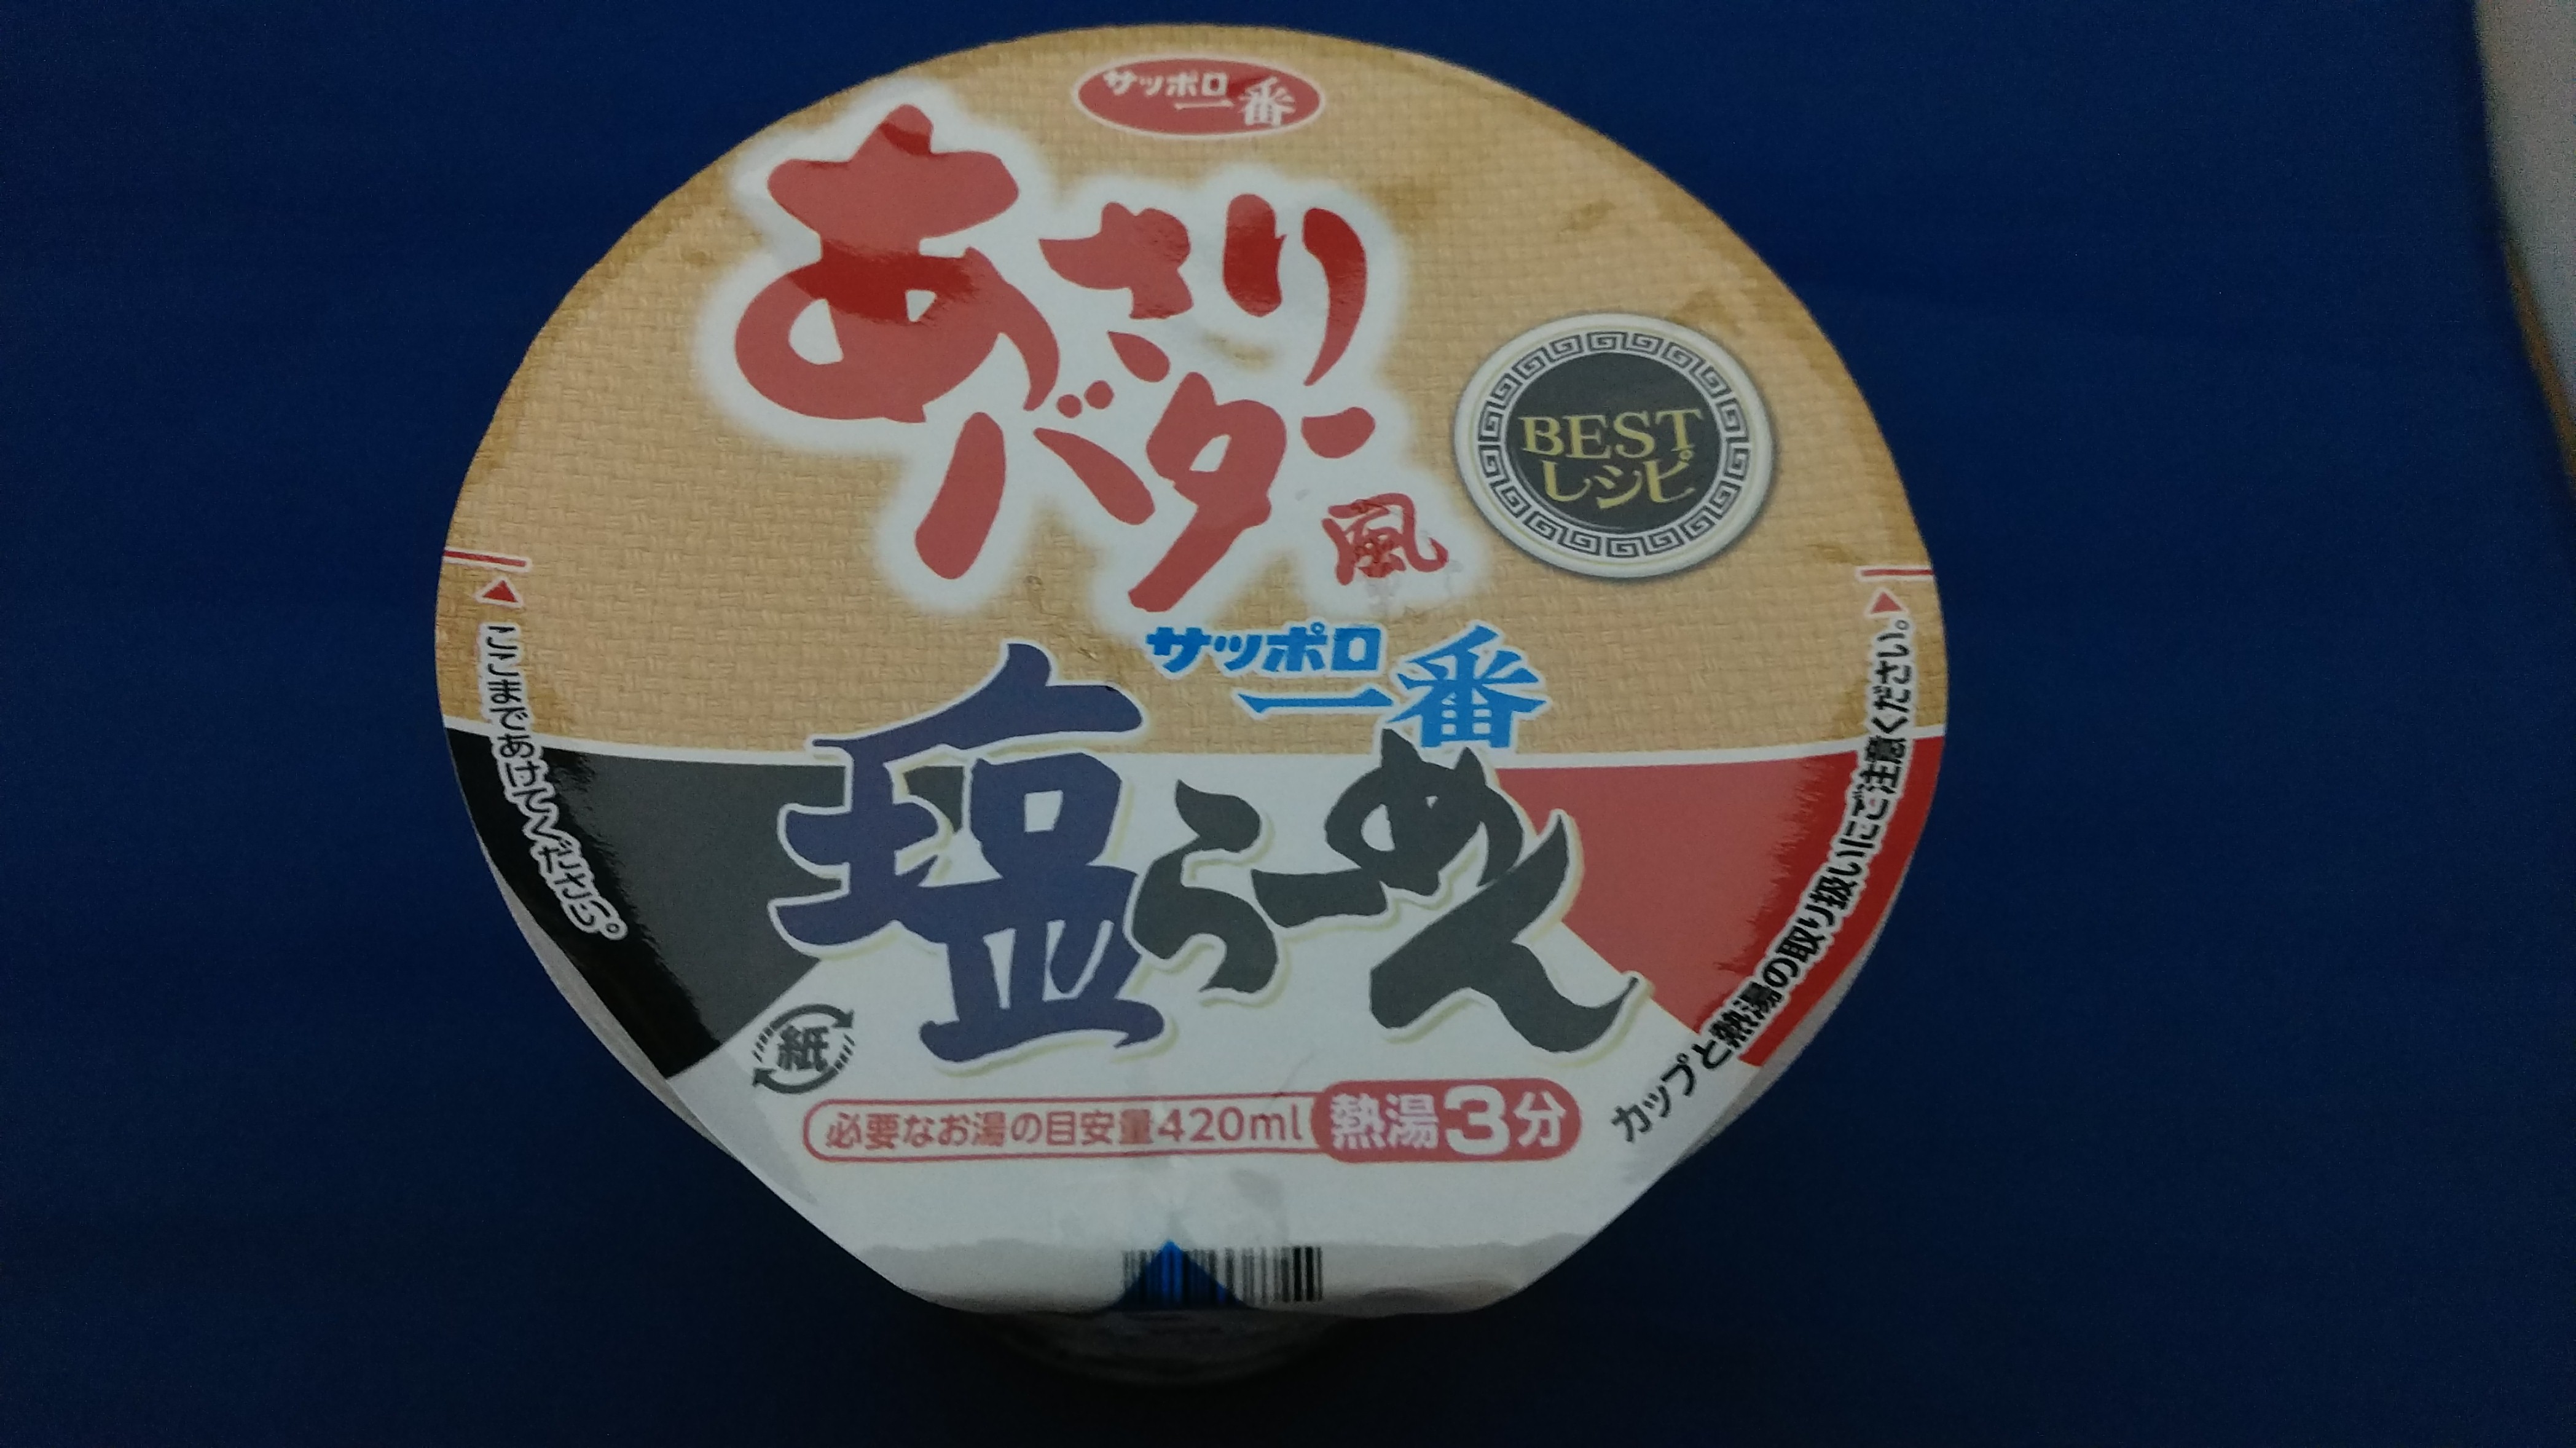 サッポロ
一番
あさり
バター風
BEST
レシピ
サッポロ
一番
塩らーめん
ここまであけてください。
カップと熱湯の取り扱いにご注意ください。
紙
必要なお湯の目安量420ml 熱湯3分